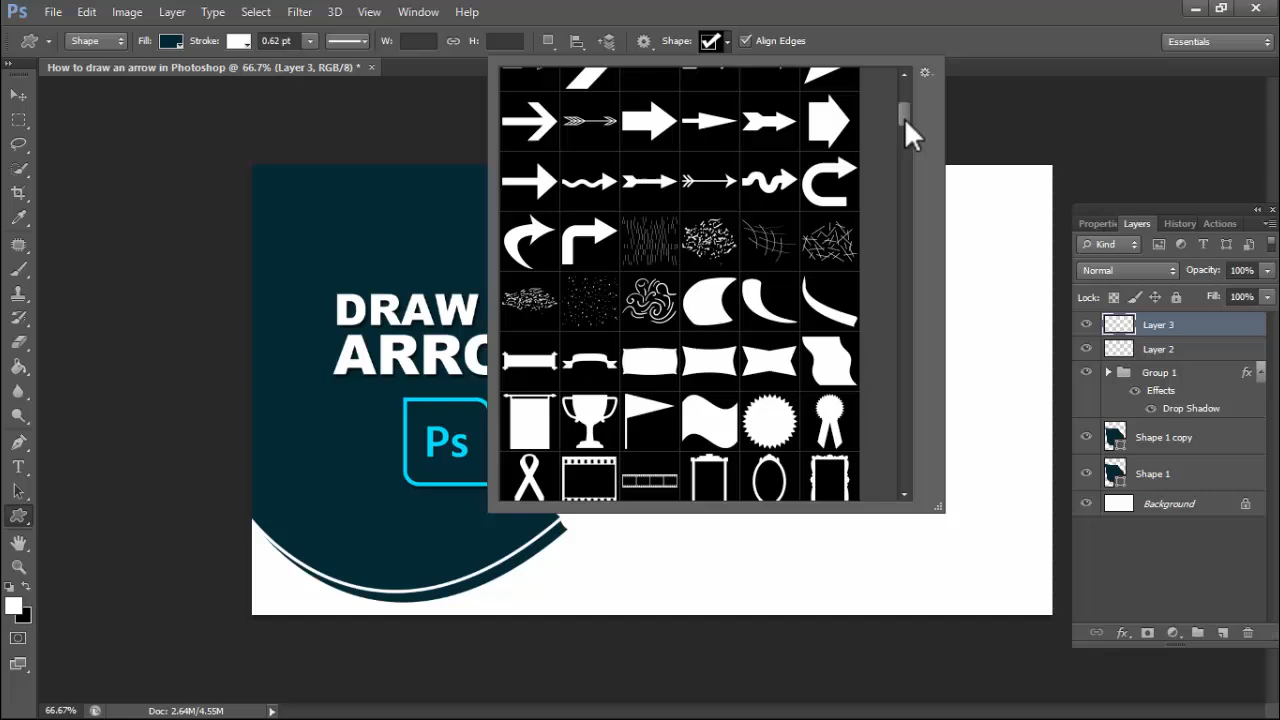 Ps File Edit Image Layer Type Select Filter 3D View Window Help
Shape Fill: Stroke: 0.62 pt W: H: Shape: Align Edges Essentials
How to draw an arrow in Photoshop @ 66.7% (Layer 3, RGB/8) *
Properti Layers History Actions
Kind
Normal Opacity: 100%
Lock: Fill: 100%
Layer 3
Layer 2
Group 1 fx
Effects
Drop Shadow
Shape 1 copy
Shape 1
Background
DRAW
ARRO
Ps
fx
66.67% Doc: 2.64M/4.55M